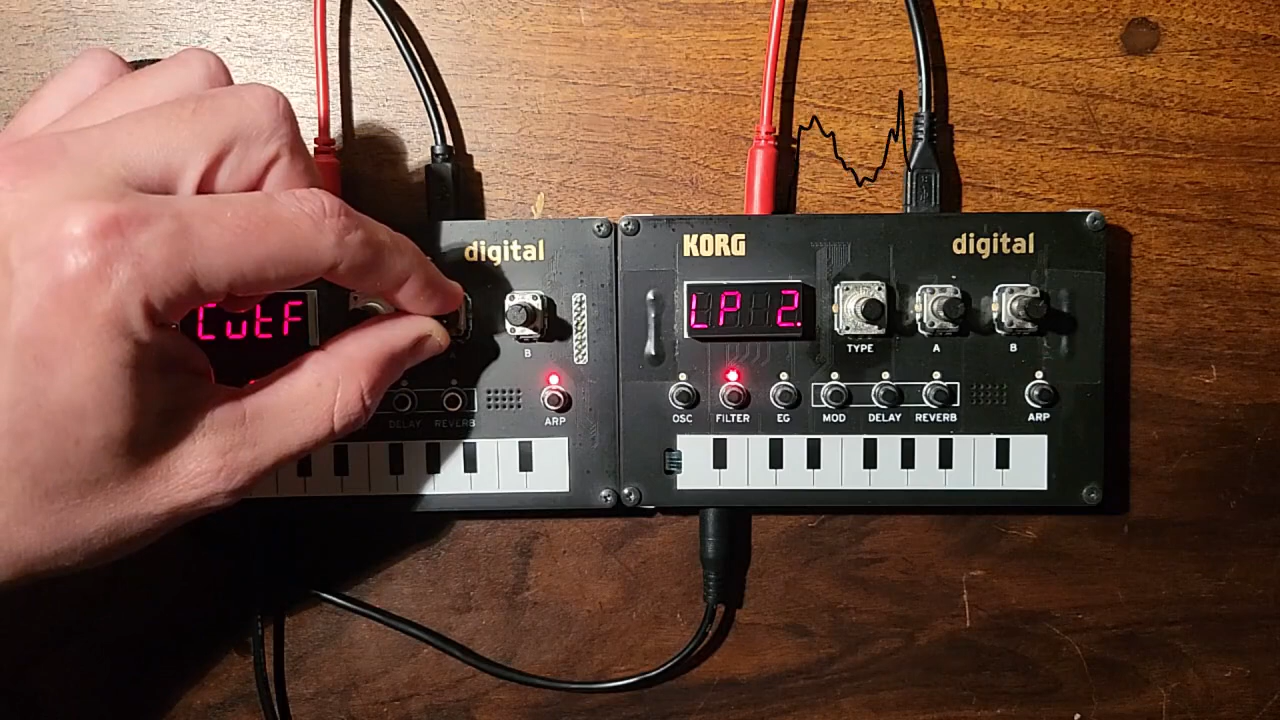 digital
CutF
B
DELAY REVERB ARP
KORG digital
LP 2.
TYPE A B
OSC FILTER EG MOD DELAY REVERB ARP